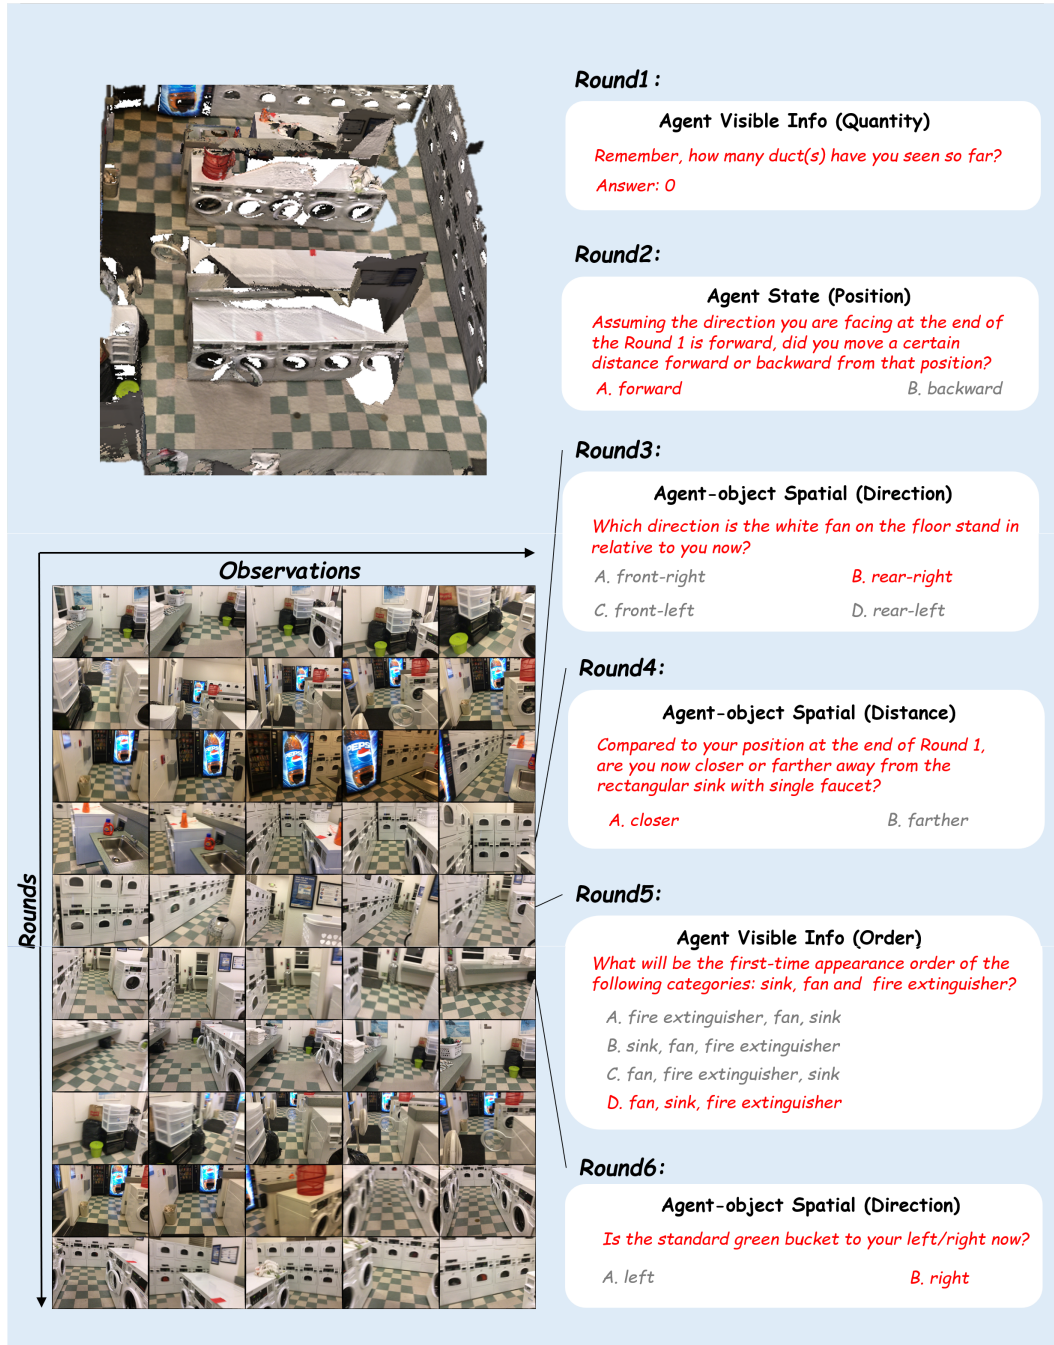 Round1:
Agent Visible Info (Quantity)
Remember, how many duct(s) have you seen so far?
Answer: 0
Round2:
Agent State (Position)
Assuming the direction you are facing at the end of
the Round 1 is forward, did you move a certain
distance forward or backward from that position?
A. forward
B. backward
Round3:
Agent-object Spatial (Direction)
Which direction is the white fan on the floor stand in
relative to you now?
A. front-right
B. rear-right
C. front-left
D. rear-left
Round4:
Agent-object Spatial (Distance)
Compared to your position at the end of Round 1,
are you now closer or farther away from the
rectangular sink with single faucet?
A. closer
B. farther
Round5:
Agent Visible Info (Order)
What will be the first-time appearance order of the
following categories: sink, fan and fire extinguisher?
A. fire extinguisher, fan, sink
B. sink, fan, fire extinguisher
C. fan, fire extinguisher, sink
D. fan, sink, fire extinguisher
Round6:
Agent-object Spatial (Direction)
Is the standard green bucket to your left/right now?
A. left
B. right
Observations
Rounds
PEPSI